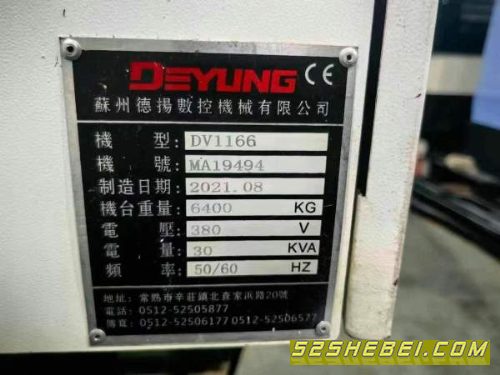 DEYUNG CE
蘇州德揚數控機械有限公司
機 型: DV1166
機 號: MA19494
制造日期: 2021.08
機台重量: 6400 KG
電 壓: 380 V
電 量: 30 KVA
頻 率: 50/60 HZ
地址: 常熟市辛莊鎮北袁家浜路20號
電話: 0512-52505877
傳真: 0512-52506177 0512-52506577
52SHEBEI.COM